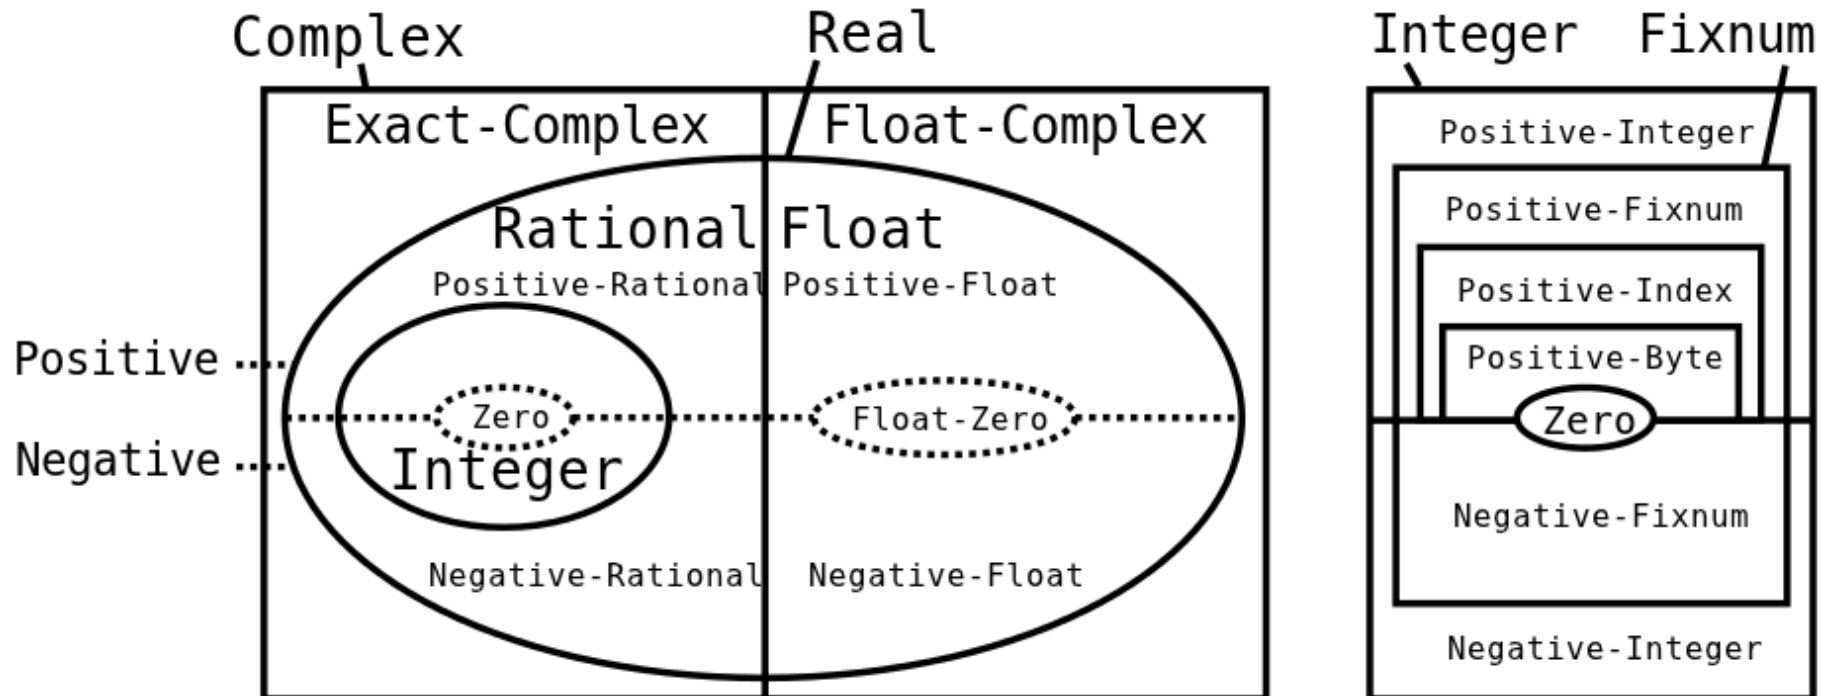 Complex
Real
Exact-Complex
Float-Complex
Rational
Float
Positive-Rational
Positive-Float
Positive
Zero
Float-Zero
Negative
Integer
Negative-Rational
Negative-Float
Integer
Fixnum
Positive-Integer
Positive-Fixnum
Positive-Index
Positive-Byte
Zero
Negative-Fixnum
Negative-Integer